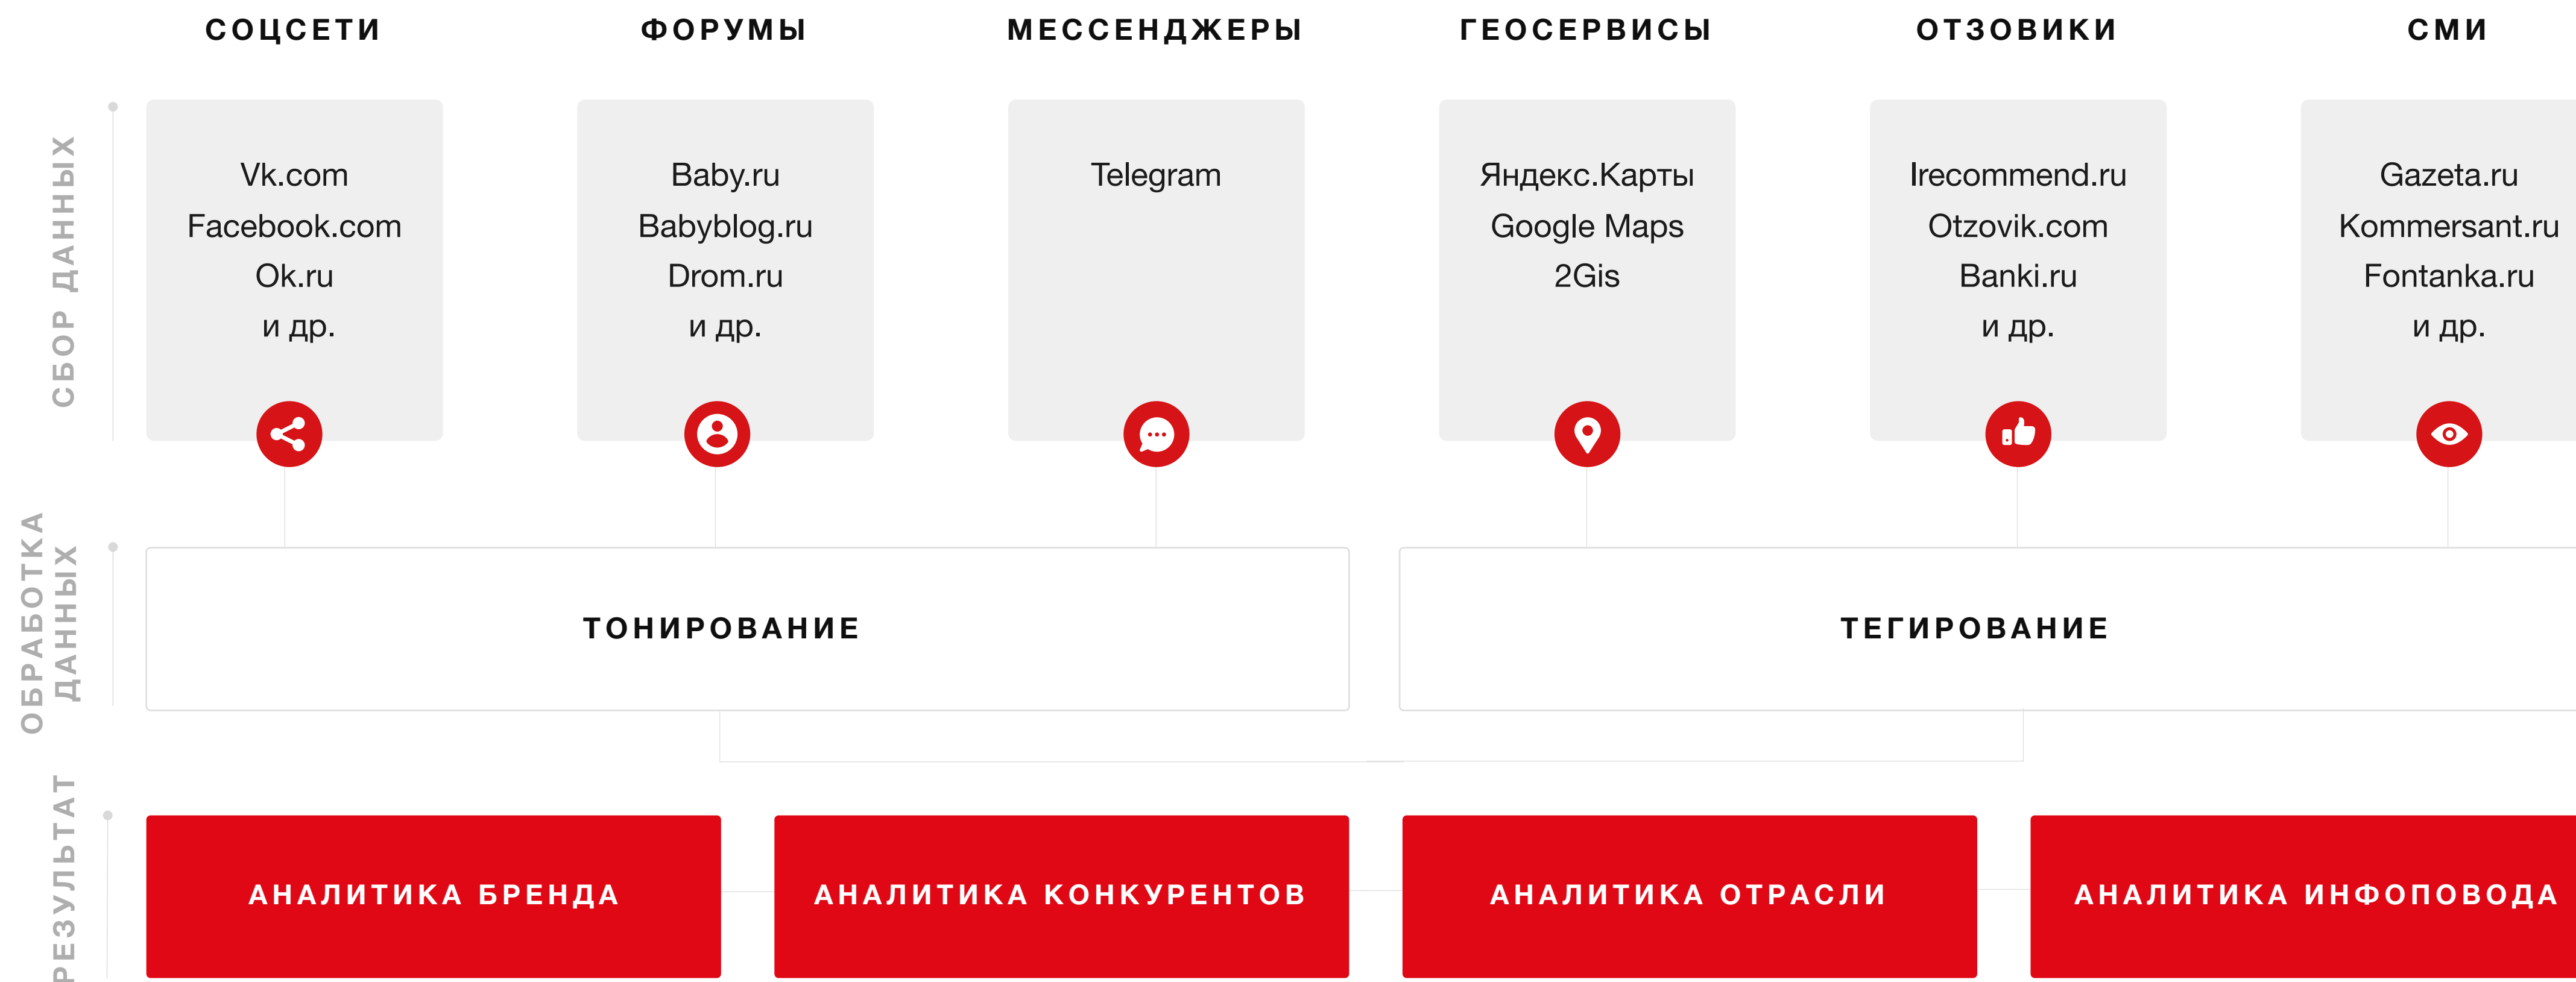 СОЦСЕТИ
ФОРУМЫ
МЕССЕНДЖЕРЫ
ГЕОСЕРВИСЫ
ОТЗОВИКИ
СМИ
СБОР ДАННЫХ
Vk.com
Facebook.com
Ok.ru
и др.
Baby.ru
Babyblog.ru
Drom.ru
и др.
Telegram
Яндекс.Карты
Google Maps
2Gis
Irecommend.ru
Otzovik.com
Banki.ru
и др.
Gazeta.ru
Kommersant.ru
Fontanka.ru
и др.
ОБРАБОТКА
ДАННЫХ
ТОНИРОВАНИЕ
ТЕГИРОВАНИЕ
РЕЗУЛЬТАТ
АНАЛИТИКА БРЕНДА
АНАЛИТИКА КОНКУРЕНТОВ
АНАЛИТИКА ОТРАСЛИ
АНАЛИТИКА ИНФОПОВОДА